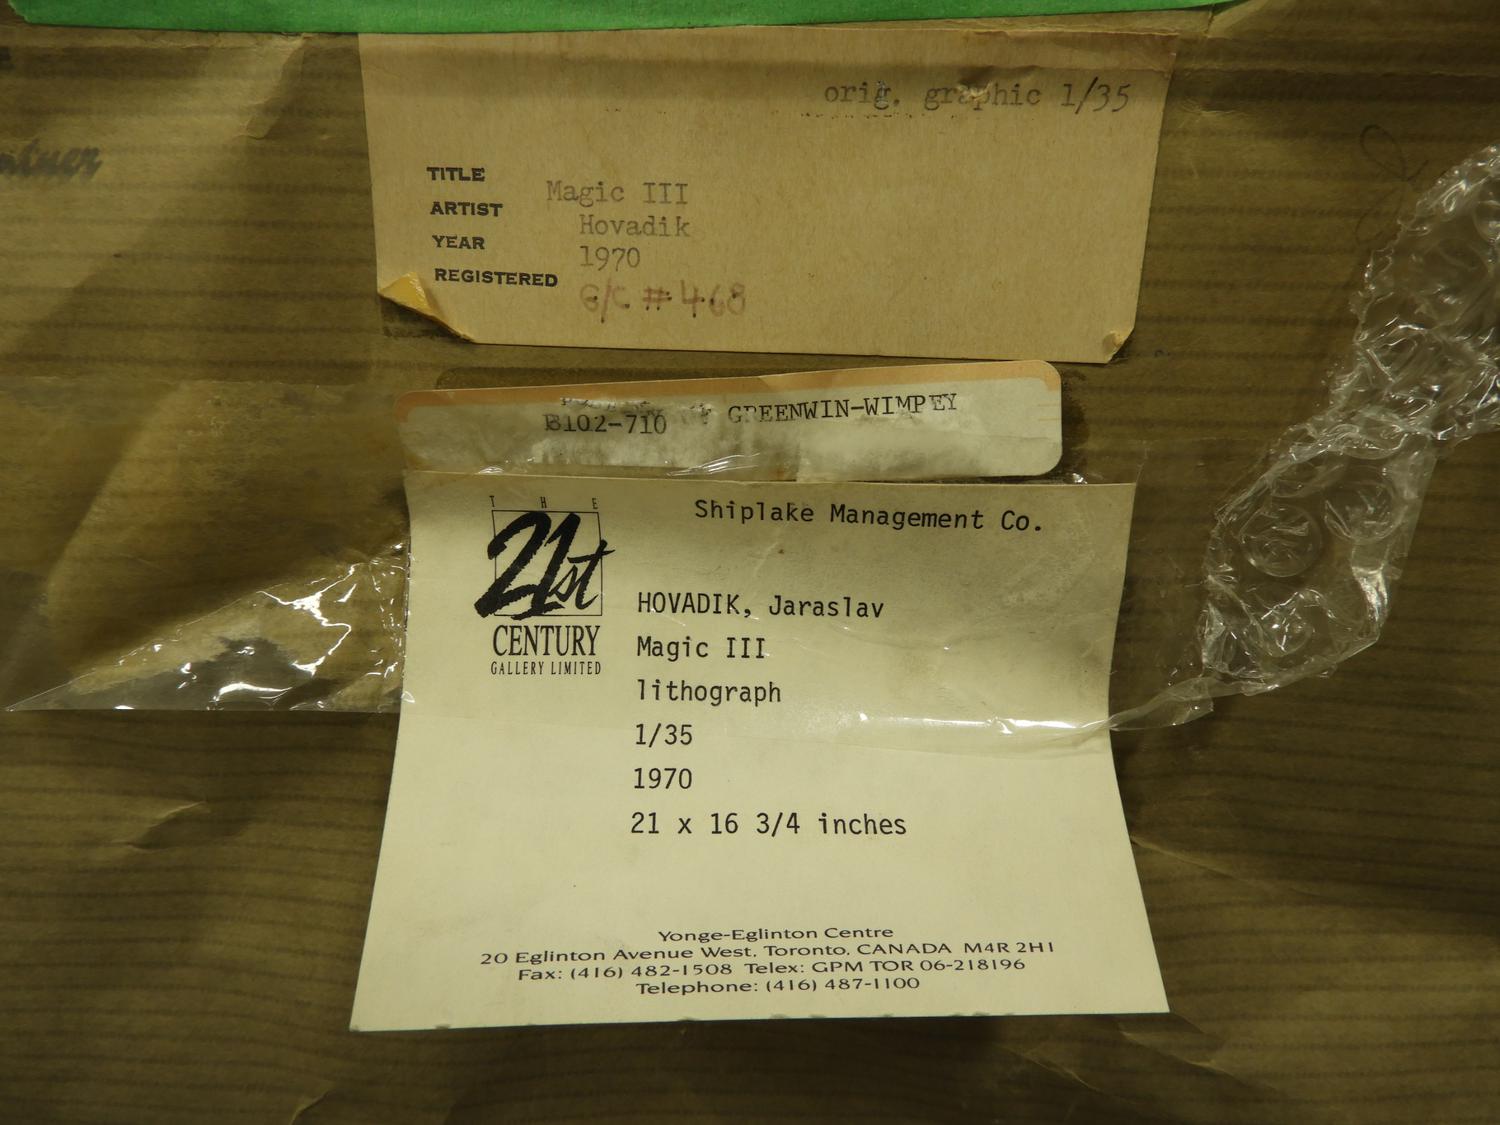 orig. graphic 1/35
TITLE Magic III
ARTIST Hovadik
YEAR 1970
REGISTERED G/C # 468
GREENWIN-WIMPEY
B102-710
THE
21st
CENTURY
GALLERY LIMITED
Shiplake Management Co.
HOVADIK, Jaraslav
Magic III
lithograph
1/35
1970
21 x 16 3/4 inches
Yonge-Eglinton Centre
20 Eglinton Avenue West, Toronto, CANADA M4R 2H1
Fax: (416) 482-1508 Telex: GPM TOR 06-218196
Telephone: (416) 487-1100